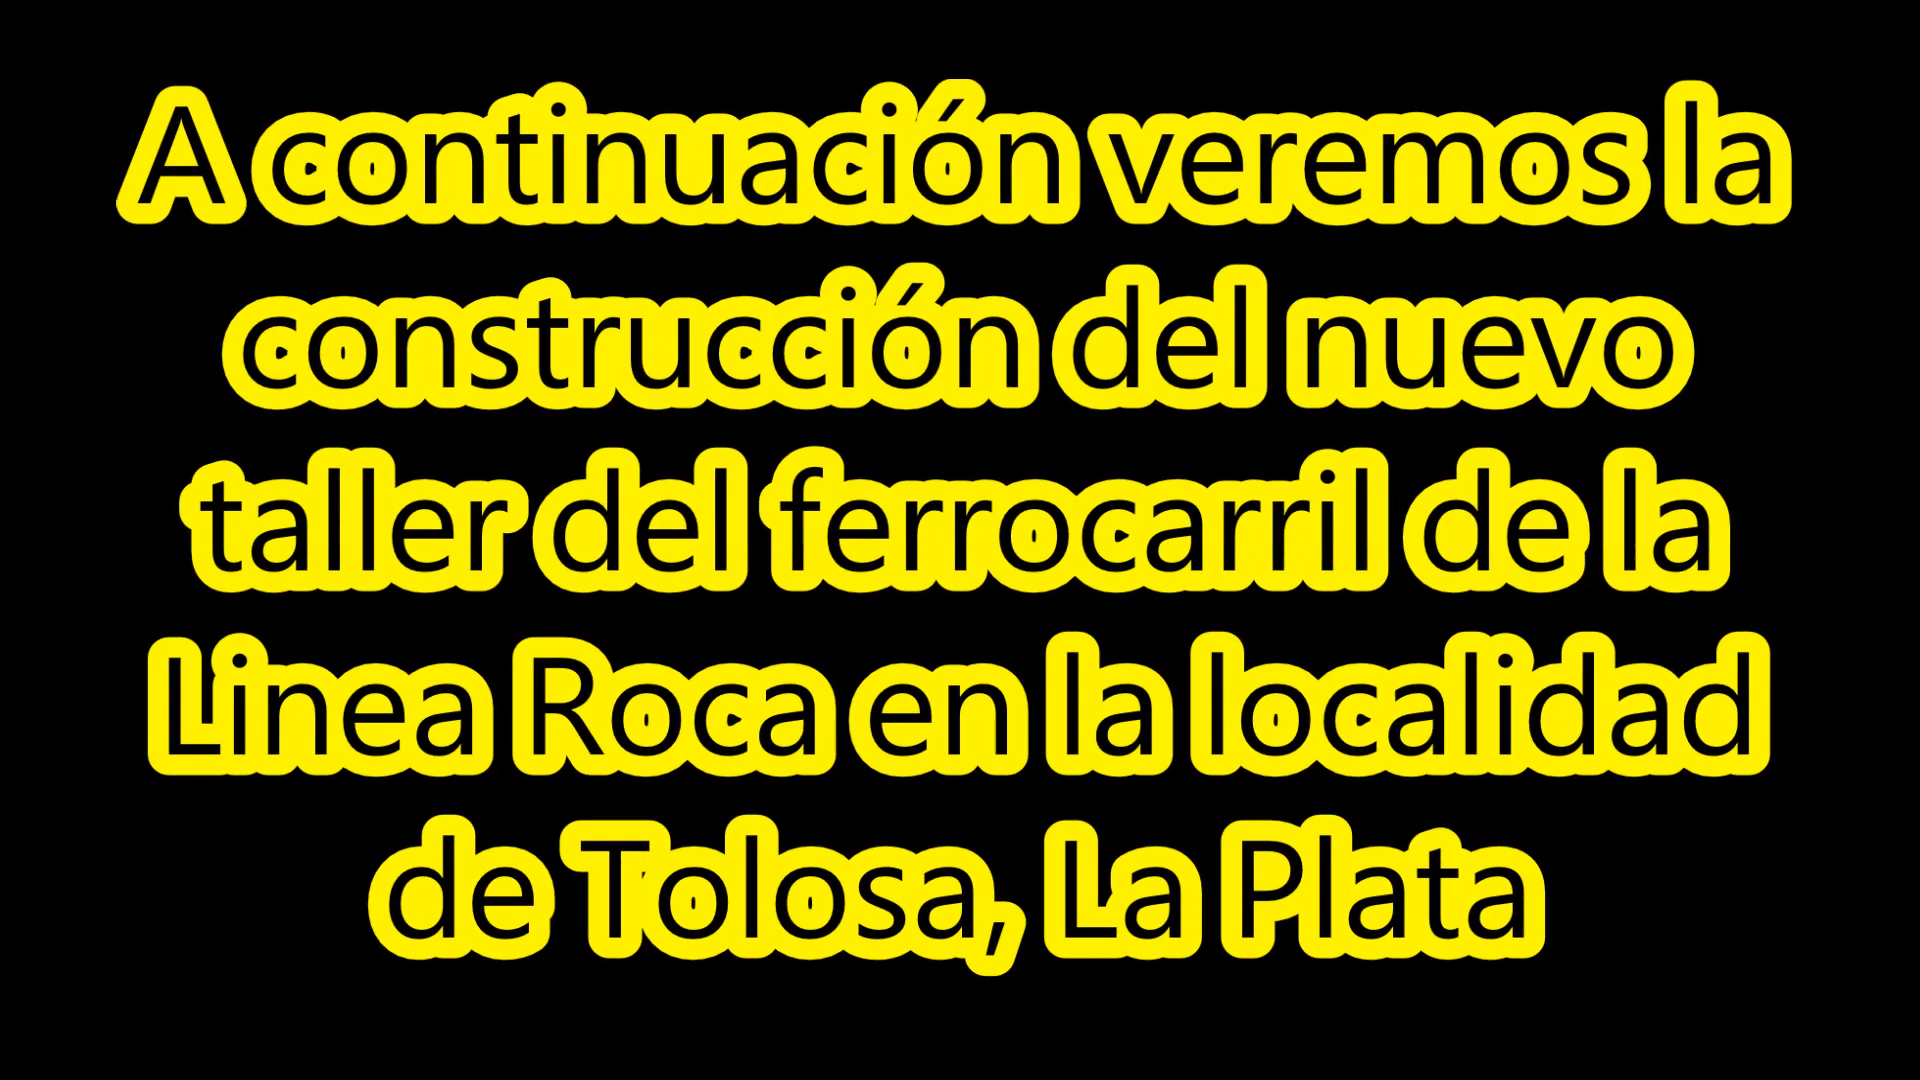 A continuación veremos la
construcción del nuevo
taller del ferrocarril de la
Linea Roca en la localidad
de Tolosa, La Plata